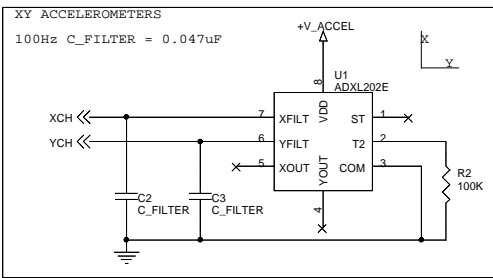 XY ACCELEROMETERS
100Hz C_FILTER = 0.047uF
+V_ACCEL
X
Y
U1
ADXL202E
8
VDD
XCH
7
XFILT
ST
1
YCH
6
YFILT
T2
2
5
XOUT
YOUT
COM
3
4
R2
100K
C2
C_FILTER
C3
C_FILTER